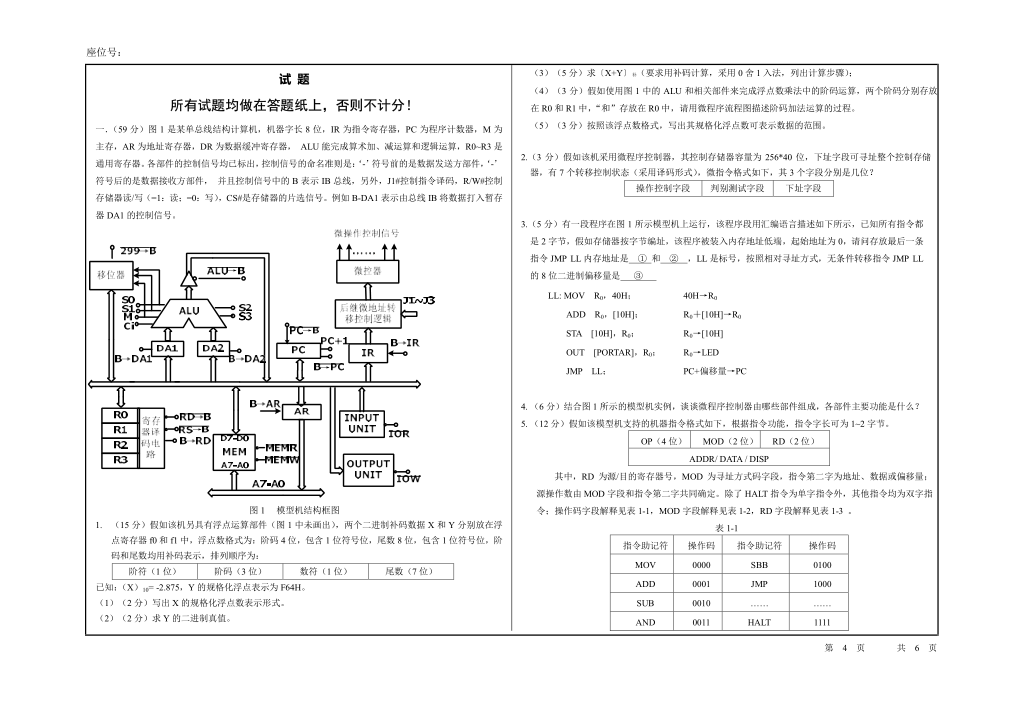 座位号：
试 题
所有试题均做在答题纸上，否则不计分！
一．（59 分）图 1 是某单总线结构计算机，机器字长 8 位，IR 为指令寄存器，PC 为程序计数器，M 为
主存，AR 为地址寄存器，DR 为数据缓冲寄存器， ALU 能完成算术加、减运算和逻辑运算，R0~R3 是
通用寄存器。各部件的控制信号均已标出，控制信号的命名准则是：‘-’符号前的是数据发送方部件，‘-’
符号后的是数据接收方部件， 并且控制信号中的 B 表示 IB 总线，另外，J1#控制指令译码，R/W#控制
存储器读/写（=1：读；=0：写），CS#是存储器的片选信号。例如 B-DA1 表示由总线 IB 将数据打入暂存
器 DA1 的控制信号。
微操作控制信号
299→B
移位器
ALU→B
……
微控器
S0
S1
M
Ci
ALU
S2
S3
后继微地址转
移控制逻辑
J1~J3
PC→B
PC+1
B→IR
DA1
DA2
PC
IR
B→DA1
B→DA2
B→PC
B→AR
AR
R0
R1
R2
R3
寄存
器译
码电
路
RD→B
RS→B
B→RD
D7-D0
MEM
A7-A0
MEMR
MEMW
INPUT
UNIT
IOR
OUTPUT
UNIT
IOW
A7-A0
图 1 模型机结构框图
1. （15 分）假如该机另具有浮点运算部件（图 1 中未画出），两个二进制补码数据 X 和 Y 分别放在浮
点寄存器 f0 和 f1 中，浮点数格式为：阶码 4 位，包含 1 位符号位，尾数 8 位，包含 1 位符号位，阶
码和尾数均用补码表示，排列顺序为：
阶符（1 位） 阶码（3 位） 数符（1 位） 尾数（7 位）
已知:（X）10= -2.875，Y 的规格化浮点表示为 F64H。
（1）（2 分）写出 X 的规格化浮点数表示形式。
（2）（2 分）求 Y 的二进制真值。
（3）（5 分）求〔X+Y〕浮（要求用补码计算，采用 0 舍 1 入法，列出计算步骤）；
（4）（3 分）假如使用图 1 中的 ALU 和相关部件来完成浮点数乘法中的阶码运算，两个阶码分别存放
在 R0 和 R1 中，“和”存放在 R0 中，请用微程序流程图描述阶码加法运算的过程。
（5）（3 分）按照该浮点数格式，写出其规格化浮点数可表示数据的范围。
2.（3 分）假如该机采用微程序控制器，其控制存储器容量为 256*40 位，下址字段可寻址整个控制存储
器。有 7 个转移控制状态（采用译码形式），微指令格式如下，其 3 个字段分别是几位？
操作控制字段 判别测试字段 下址字段
3.（5 分）有一段程序在图 1 所示模型机上运行，该程序段用汇编语言描述如下所示，已知所有指令都
是 2 字节，假如存储器按字节编址，该程序被装入内存地址低端，起始地址为 0，请问存放最后一条
指令 JMP LL 内存地址是 ① 和 ② ，LL 是标号，按照相对寻址方式，无条件转移指令 JMP LL
的 8 位二进制偏移量是 ③
LL: MOV R0，40H； 40H→R0
ADD R0，[10H]； R0＋[10H]→R0
STA [10H]，R0； R0→[10H]
OUT [PORTAR]，R0； R0→LED
JMP LL； PC+偏移量→PC
4.（6 分）结合图 1 所示的模型机实例，谈谈微程序控制器由哪些部件组成，各部件主要功能是什么？
5.（12 分）假如该模型机支持的机器指令格式如下，根据指令功能，指令字长可为 1~2 字节。
OP（4 位） MOD（2 位） RD（2 位）
ADDR/ DATA / DISP
其中，RD 为源/目的寄存器号，MOD 为寻址方式码字段，指令第二字为地址、数据或偏移量；
源操作数由 MOD 字段和指令第二字共同确定。除了 HALT 指令为单字指令外，其他指令均为双字指
令；操作码字段解释见表 1-1，MOD 字段解释见表 1-2，RD 字段解释见表 1-3 。
表 1-1
指令助记符 操作码 指令助记符 操作码
MOV 0000 SBB 0100
ADD 0001 JMP 1000
SUB 0010 …… ……
AND 0011 HALT 1111
第 4 页 共 6 页